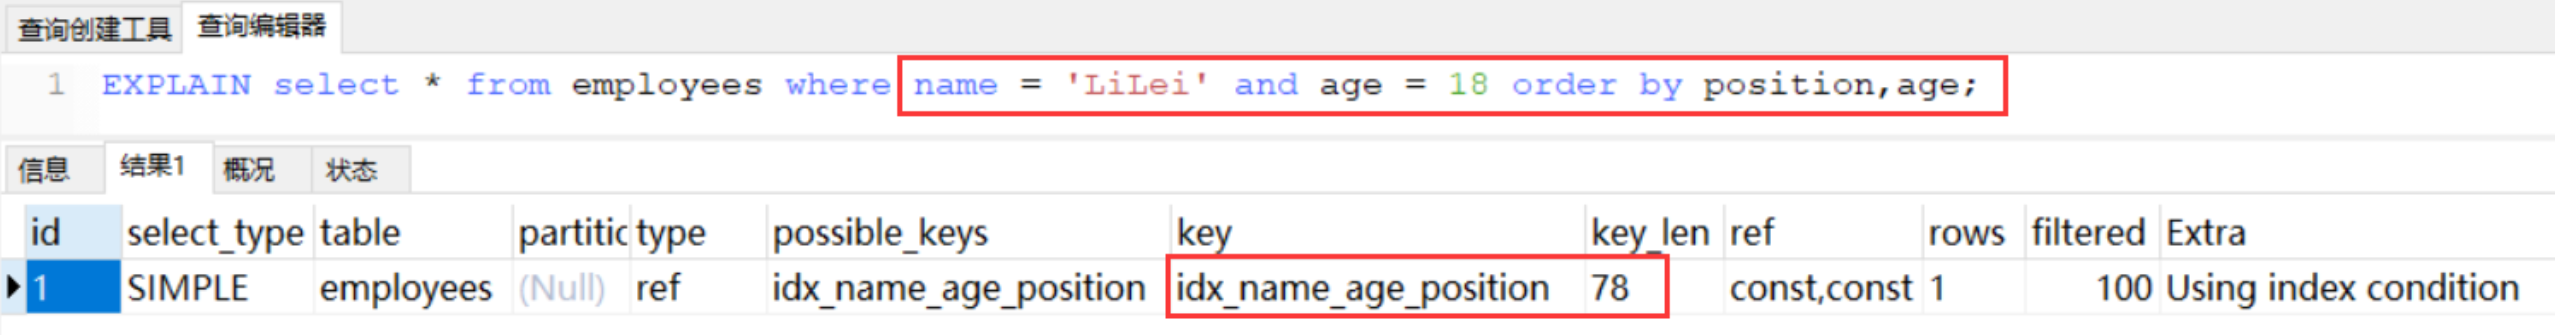 查询创建工具 查询编辑器
1 EXPLAIN select * from employees where name = 'LiLei' and age = 18 order by position,age;
信息 结果1 概况 状态
id select_type table partitic type possible_keys key key_len ref rows filtered Extra
1 SIMPLE employees (Null) ref idx_name_age_position idx_name_age_position 78 const,const 1 100 Using index condition